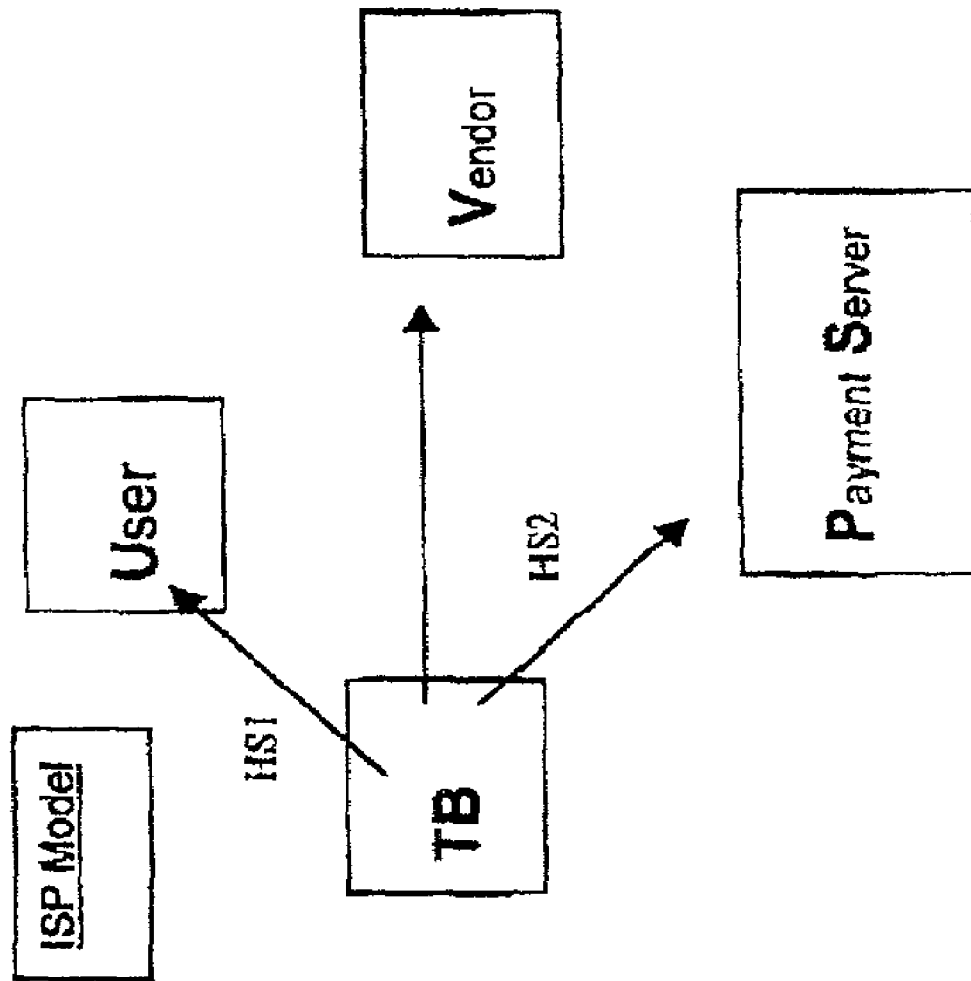 ISP Model
User
HS1
TB
Vendor
HS2
Payment Server